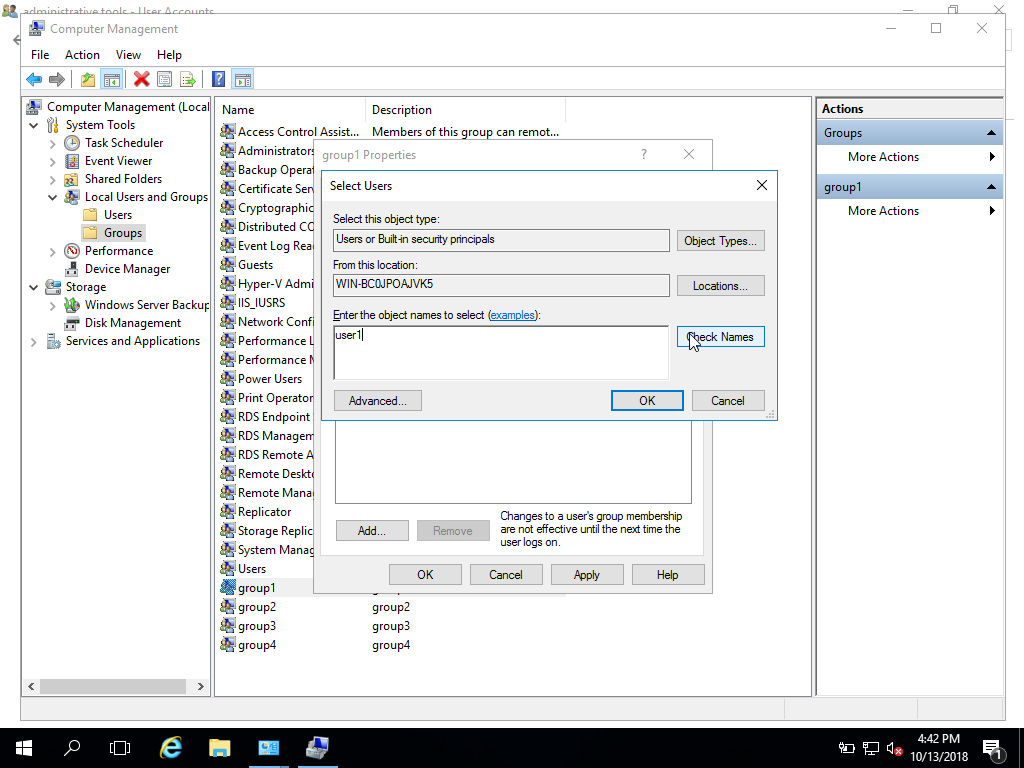 administrative tools - User Accounts
Computer Management
File Action View Help
Computer Management (Local
System Tools
Task Scheduler
Event Viewer
Shared Folders
Local Users and Groups
Users
Groups
Performance
Device Manager
Storage
Windows Server Backup
Disk Management
Services and Applications
Name Description
Access Control Assist... Members of this group can remot...
Administrators
Backup Operat
Certificate Serv
Cryptographic
Distributed CO
Event Log Rea
Guests
Hyper-V Admi
IIS_IUSRS
Network Confi
Performance L
Performance M
Power Users
Print Operator
RDS Endpoint
RDS Managem
RDS Remote A
Remote Deskto
Remote Mana
Replicator
Storage Replic
System Manag
Users
group1
group2 group2
group3 group3
group4 group4
group1 Properties
?
Select Users
Select this object type:
Users or Built-in security principals
Object Types...
From this location:
WIN-BC0JPOAJVK5
Locations...
Enter the object names to select (examples):
user1
Check Names
Advanced...
OK
Cancel
Add...
Remove
Changes to a user's group membership
are not effective until the next time the
user logs on.
OK
Cancel
Apply
Help
Actions
Groups
More Actions
group1
More Actions
4:42 PM
10/13/2018
1